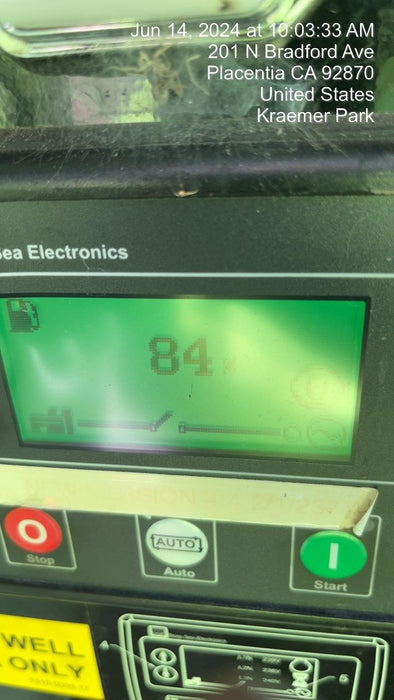 Jun 14, 2024 at 10:03:33 AM
201 N Bradford Ave
Placentia CA 92870
United States
Kraemer Park
Sea Electronics
84
O
Stop
AUTO
Auto
I
Start
WELL
ONLY